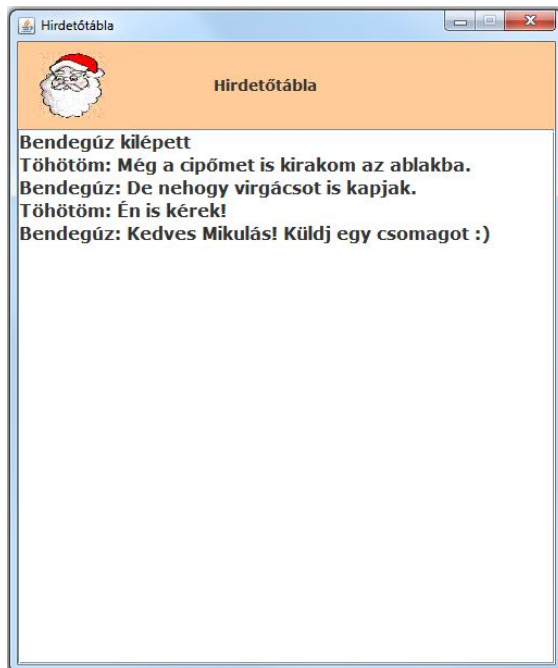 Hirdetőtábla
Hirdetőtábla
Bendegúz kilépett
Töhötöm: Még a cipőmet is kirakom az ablakba.
Bendegúz: De nehogy virgácsot is kapjak.
Töhötöm: Én is kérek!
Bendegúz: Kedves Mikulás! Küldj egy csomagot :)